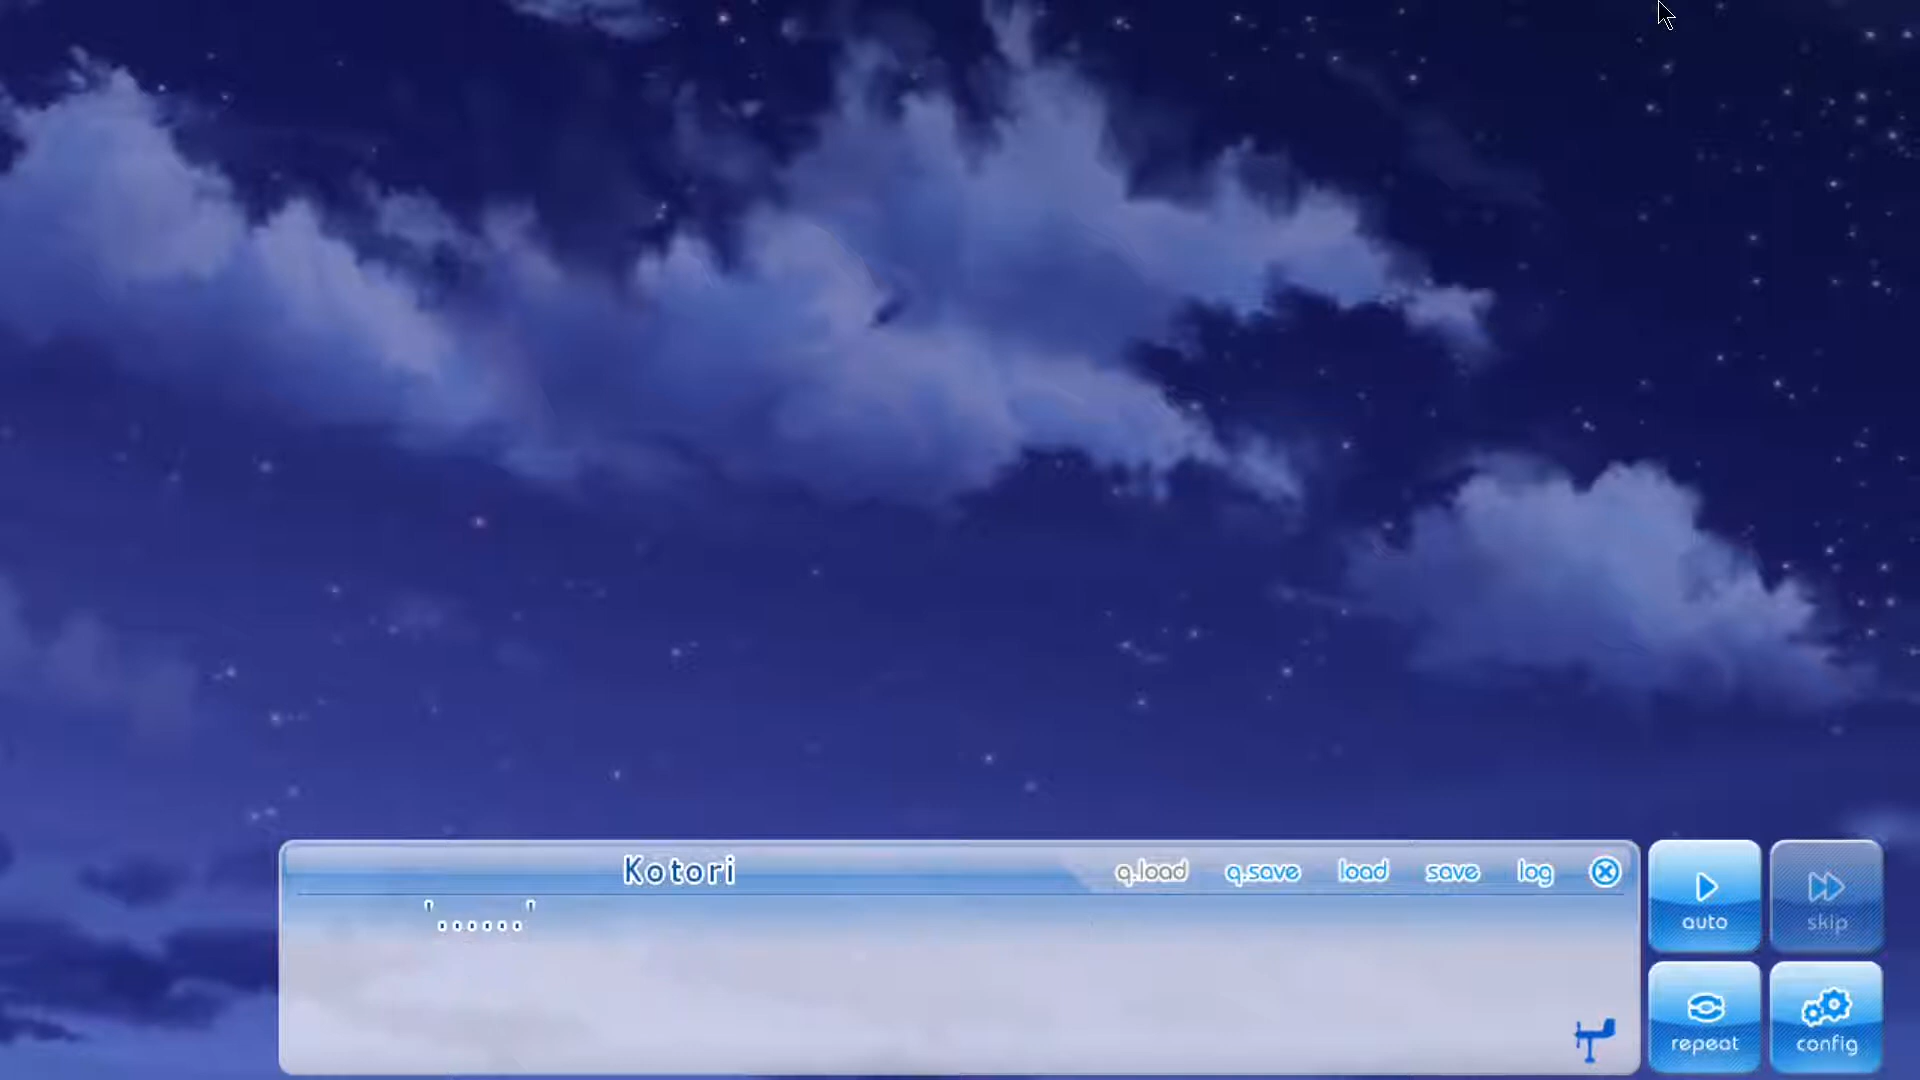 Kotori
q.load q.save load save log
'......'
auto
skip
repeat
config